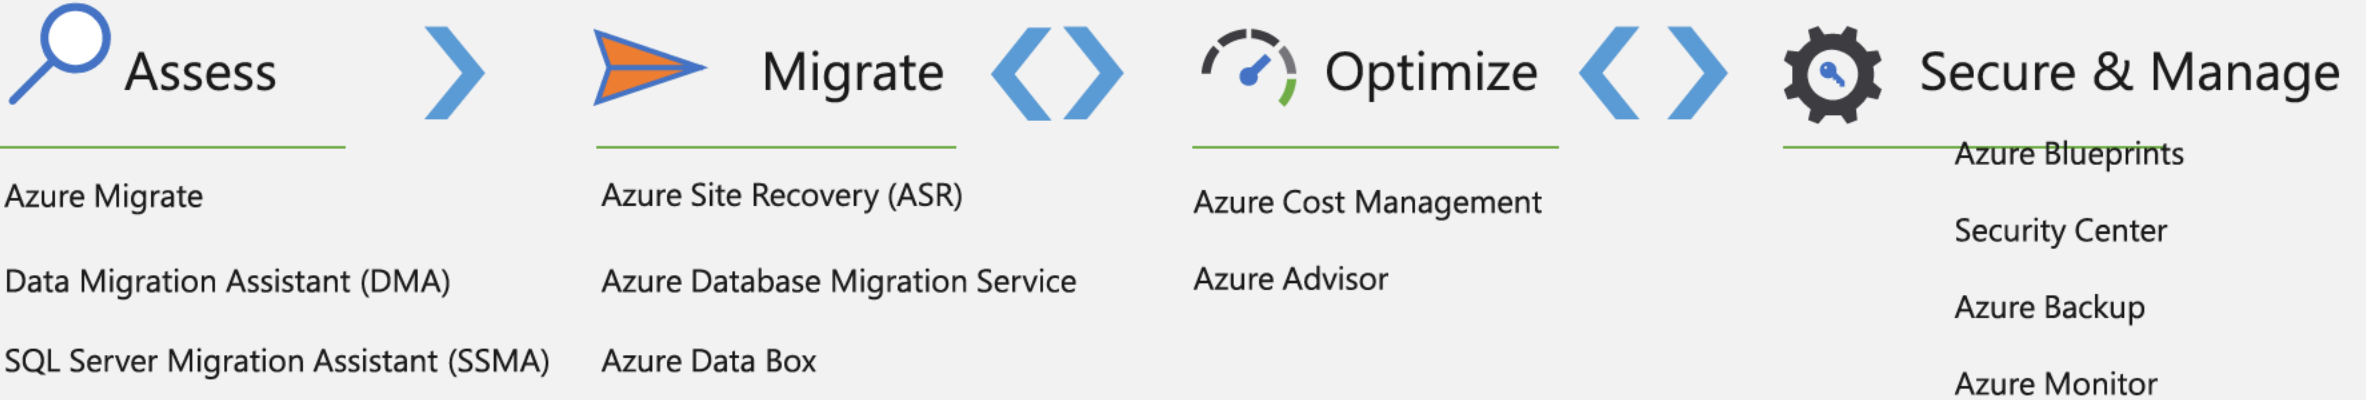 Assess
Azure Migrate
Data Migration Assistant (DMA)
SQL Server Migration Assistant (SSMA)
Migrate
Azure Site Recovery (ASR)
Azure Database Migration Service
Azure Data Box
Optimize
Azure Cost Management
Azure Advisor
Secure & Manage
Azure Blueprints
Security Center
Azure Backup
Azure Monitor